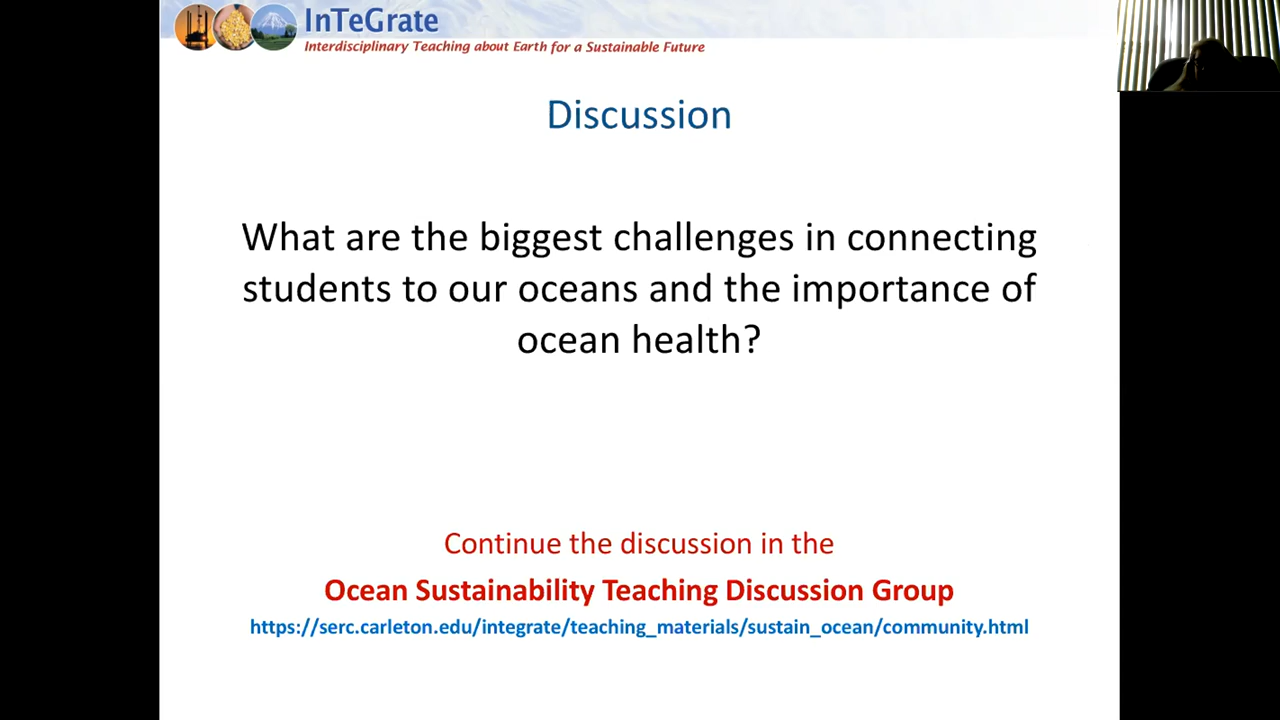 InTeGrate
Interdisciplinary Teaching about Earth for a Sustainable Future
Discussion
What are the biggest challenges in connecting
students to our oceans and the importance of
ocean health?
Continue the discussion in the
Ocean Sustainability Teaching Discussion Group
https://serc.carleton.edu/integrate/teaching_materials/sustain_ocean/community.html